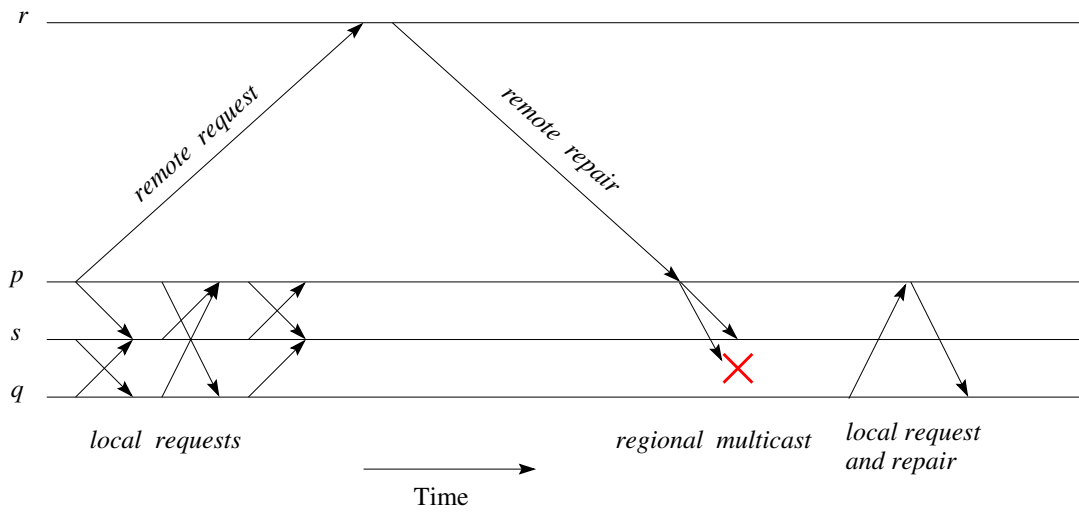 r
remote request
remote repair
p
s
q
local requests
regional multicast
local request
and repair
Time